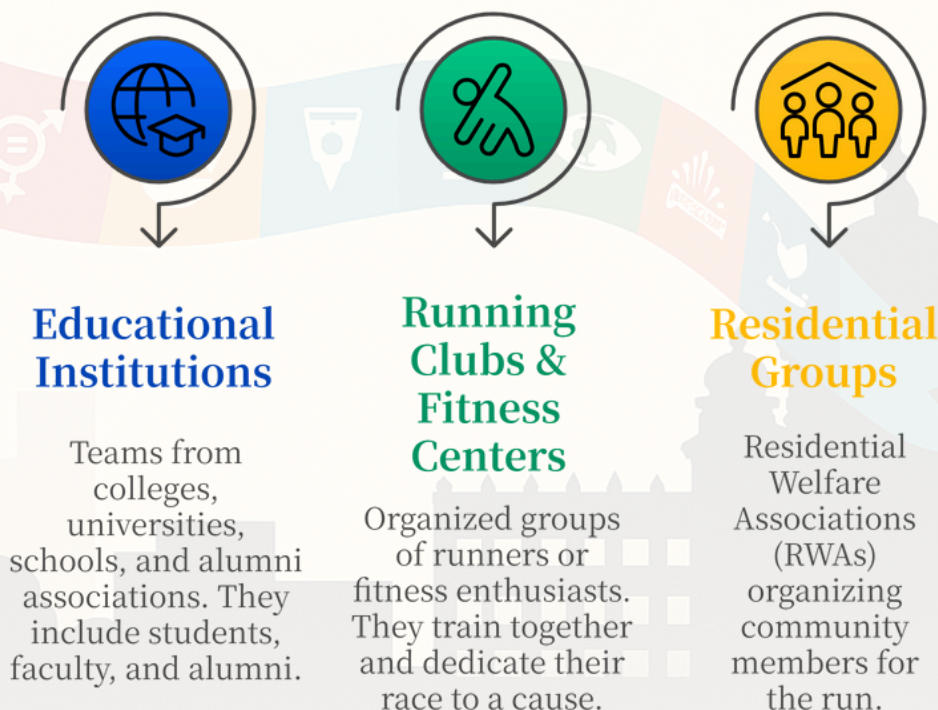 Educational
Institutions
Teams from
colleges,
universities,
schools, and alumni
associations. They
include students,
faculty, and alumni.
Running
Clubs &
Fitness
Centers
Organized groups
of runners or
fitness enthusiasts.
They train together
and dedicate their
race to a cause.
Residential
Groups
Residential
Welfare
Associations
(RWAs)
organizing
community
members for
the run.